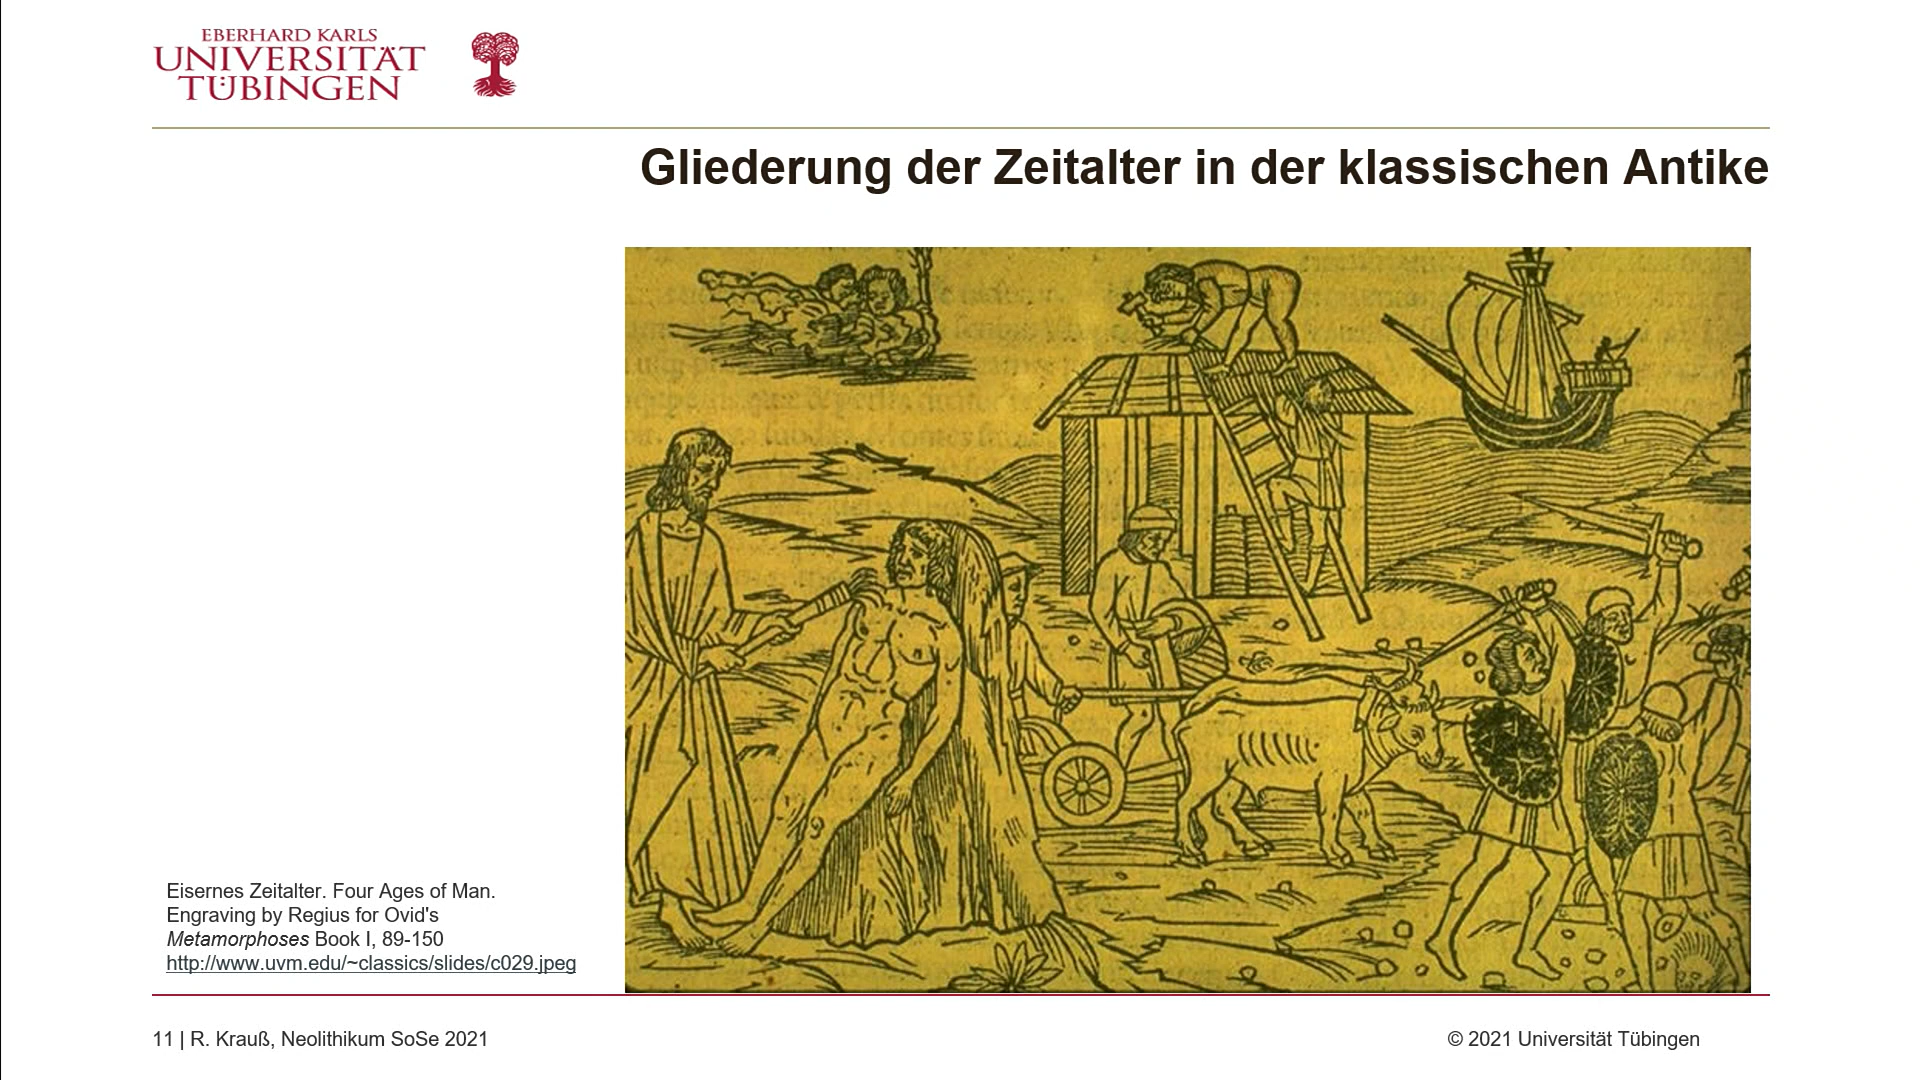 EBERHARD KARLS
UNIVERSITÄT
TÜBINGEN
Gliederung der Zeitalter in der klassischen Antike
Eisernes Zeitalter. Four Ages of Man.
Engraving by Regius for Ovid's
Metamorphoses Book I, 89-150
http://www.uvm.edu/~classics/slides/c029.jpeg
11 | R. Krauß, Neolithikum SoSe 2021
© 2021 Universität Tübingen